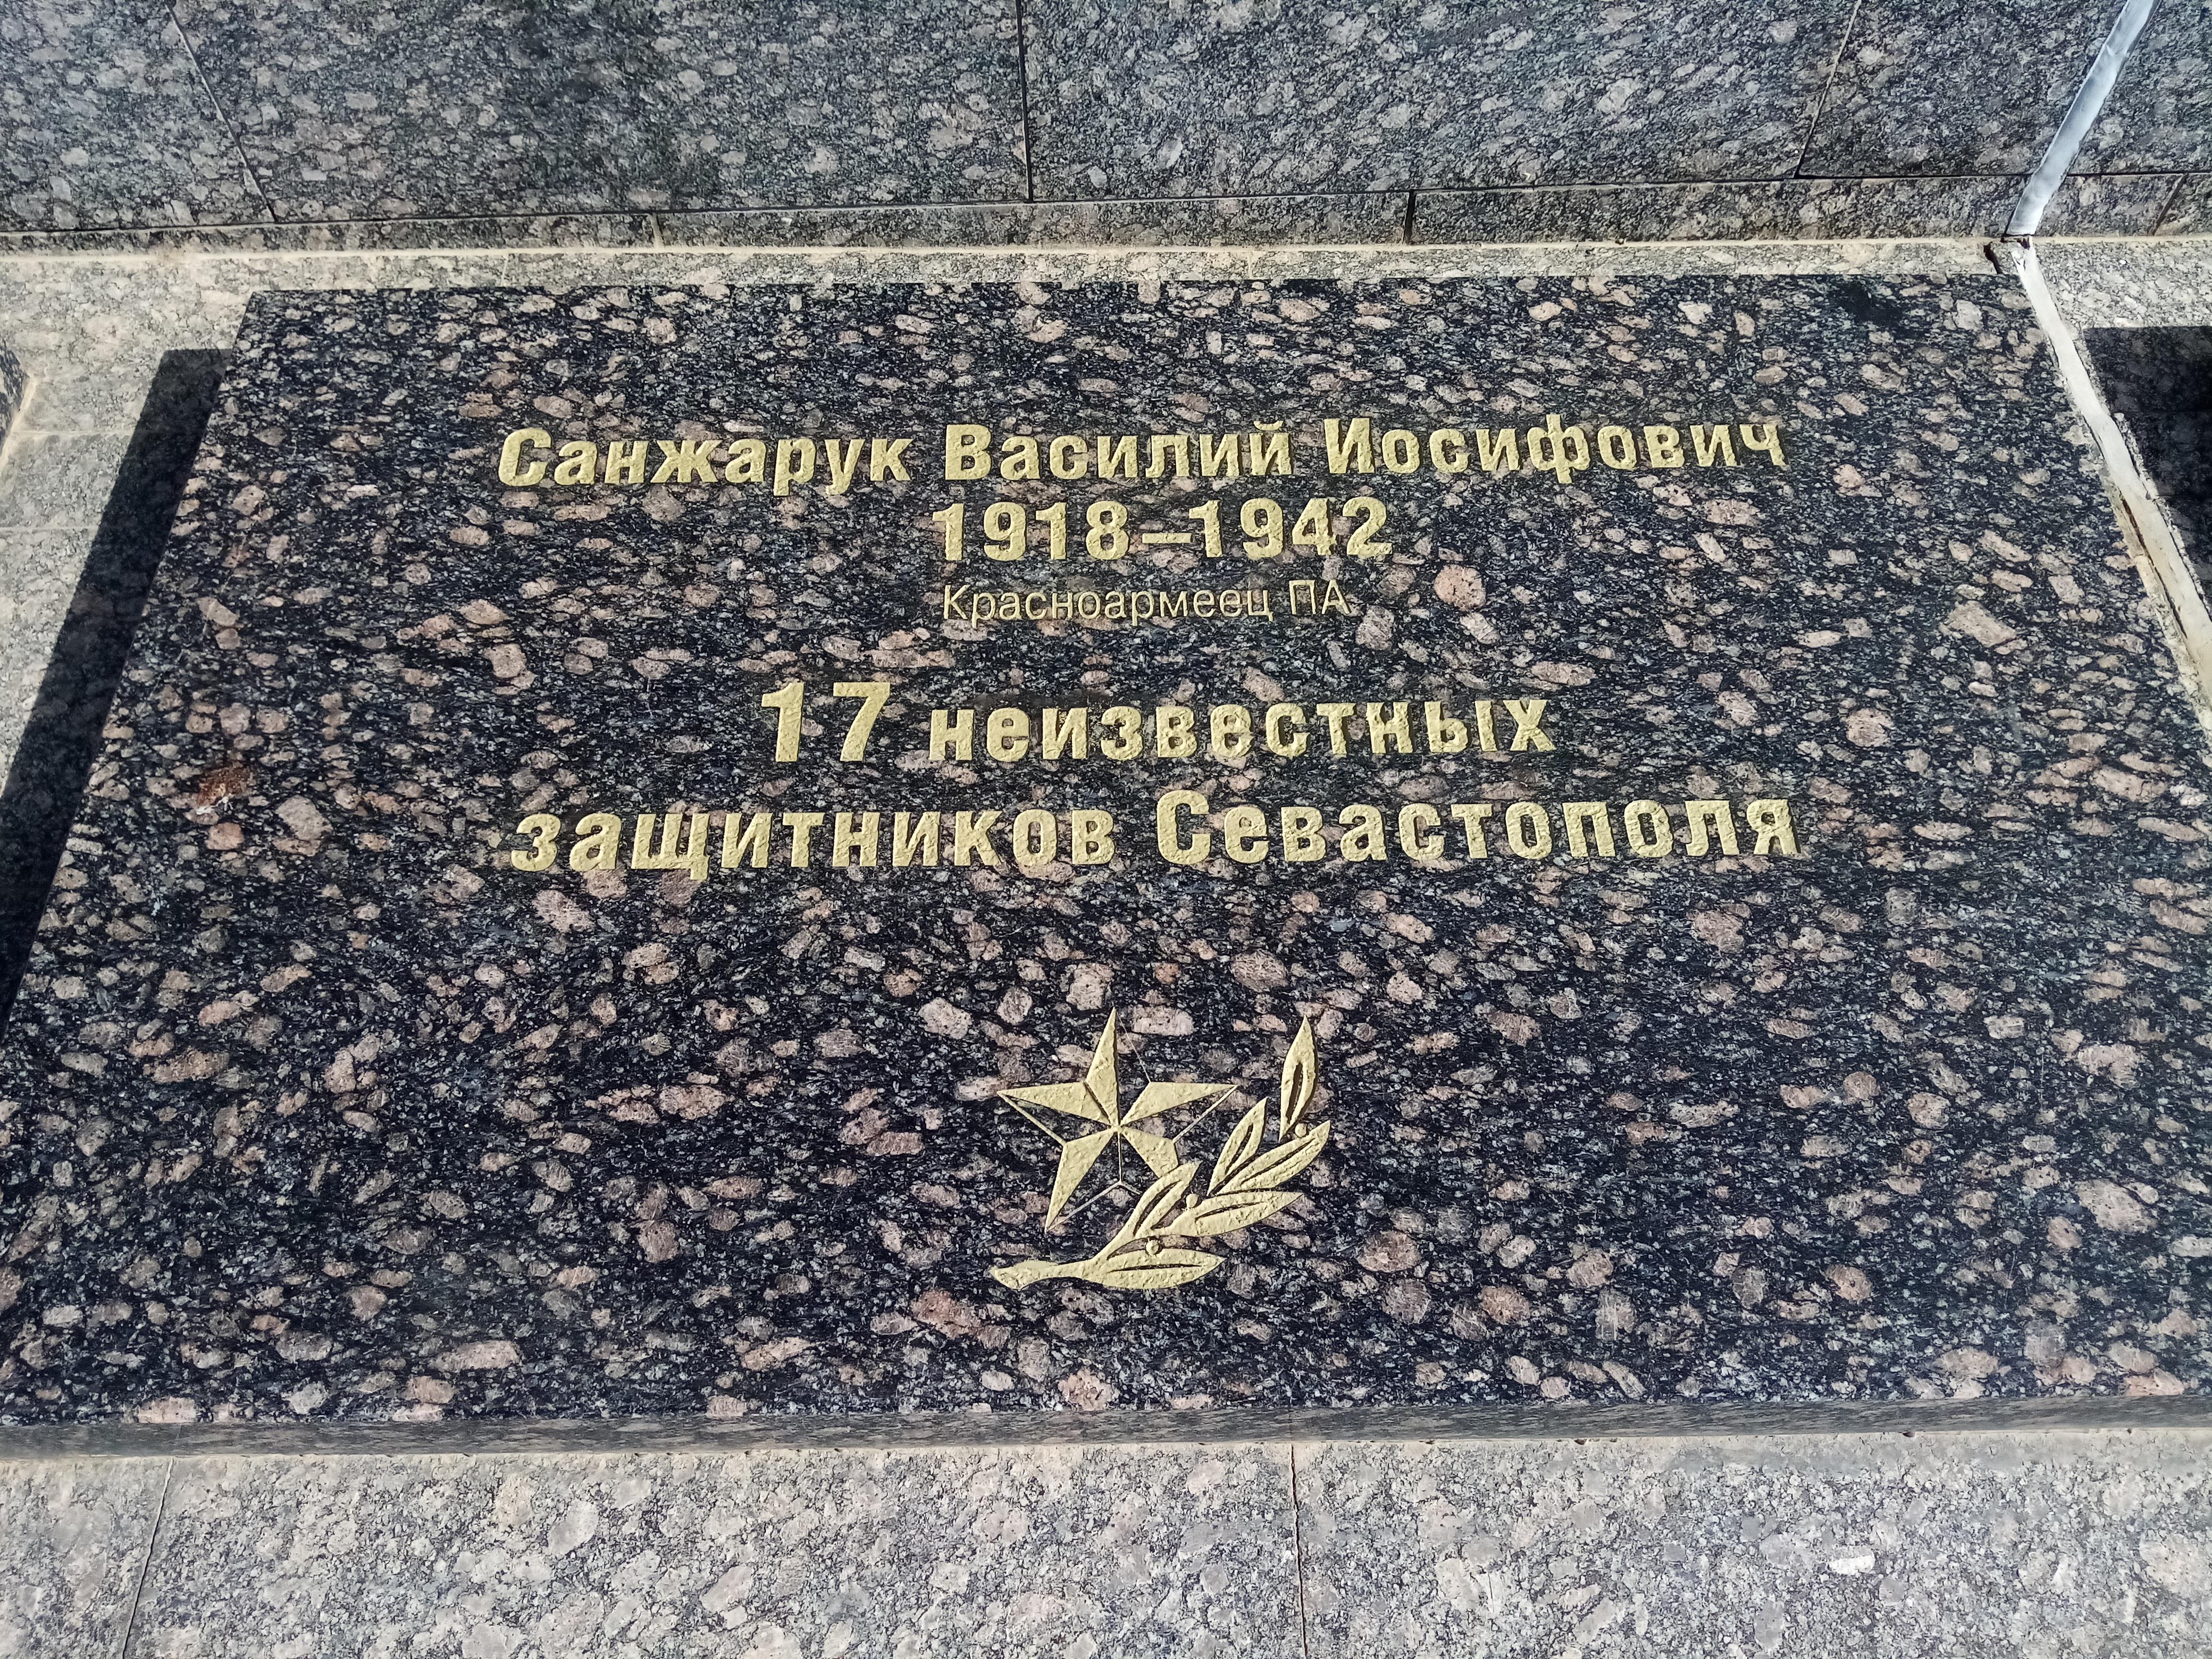 Санжарук Василий Иосифович
1918–1942
Красноармеец ПА
17 неизвестных
защитников Севастополя